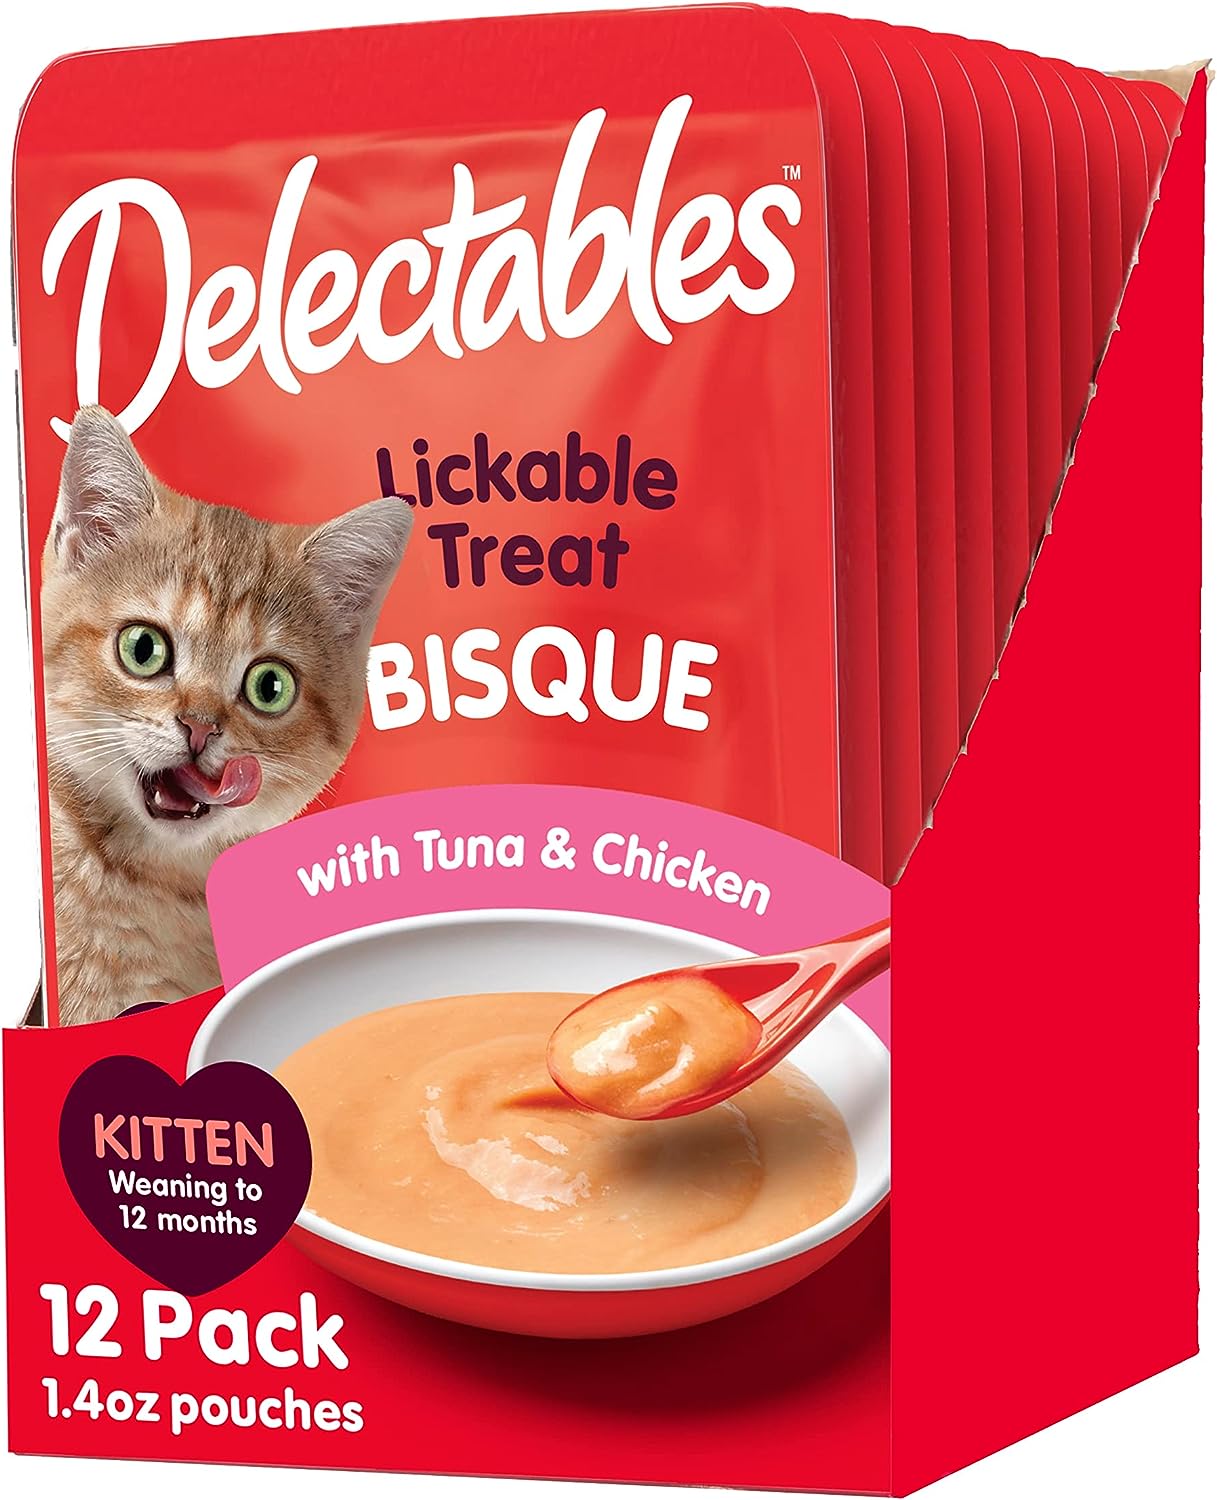 Delectables™
Lickable
Treat
BISQUE
with Tuna & Chicken
KITTEN
Weaning to
12 months
12 Pack
1.4oz pouches